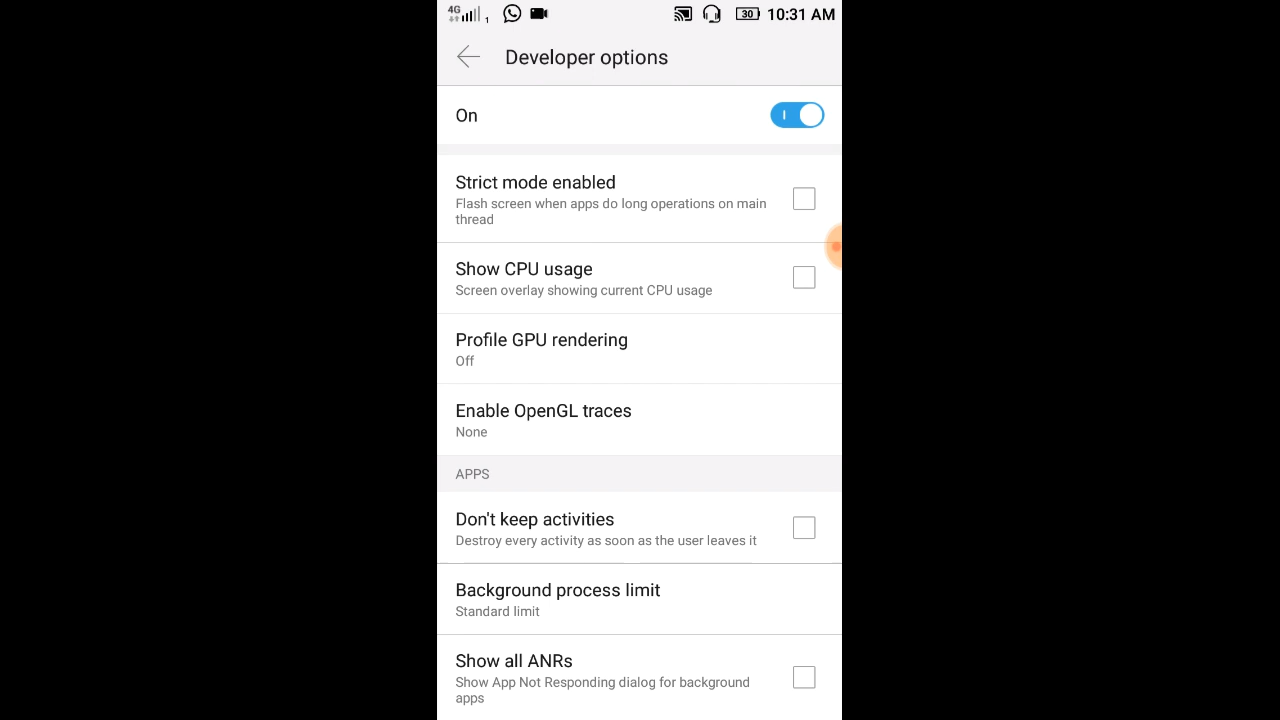 4G 1 30 10:31 AM
Developer options
On
Strict mode enabled
Flash screen when apps do long operations on main
thread
Show CPU usage
Screen overlay showing current CPU usage
Profile GPU rendering
Off
Enable OpenGL traces
None
APPS
Don't keep activities
Destroy every activity as soon as the user leaves it
Background process limit
Standard limit
Show all ANRs
Show App Not Responding dialog for background
apps